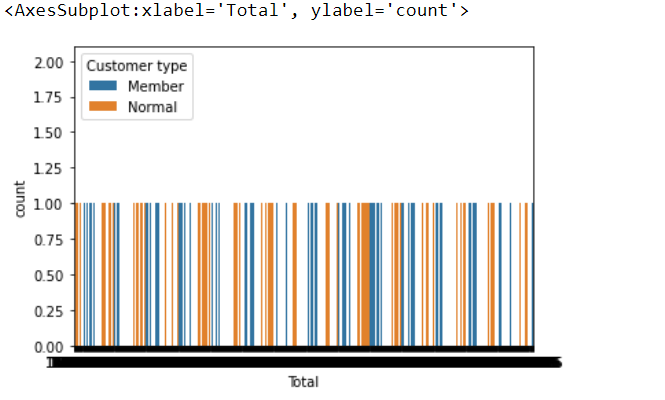 <AxesSubplot:xlabel='Total', ylabel='count'>
2.00
Customer type
Member
1.75
Normal
1.50
1.25
count
1.00
0.75
0.50
0.25
0.00
Total